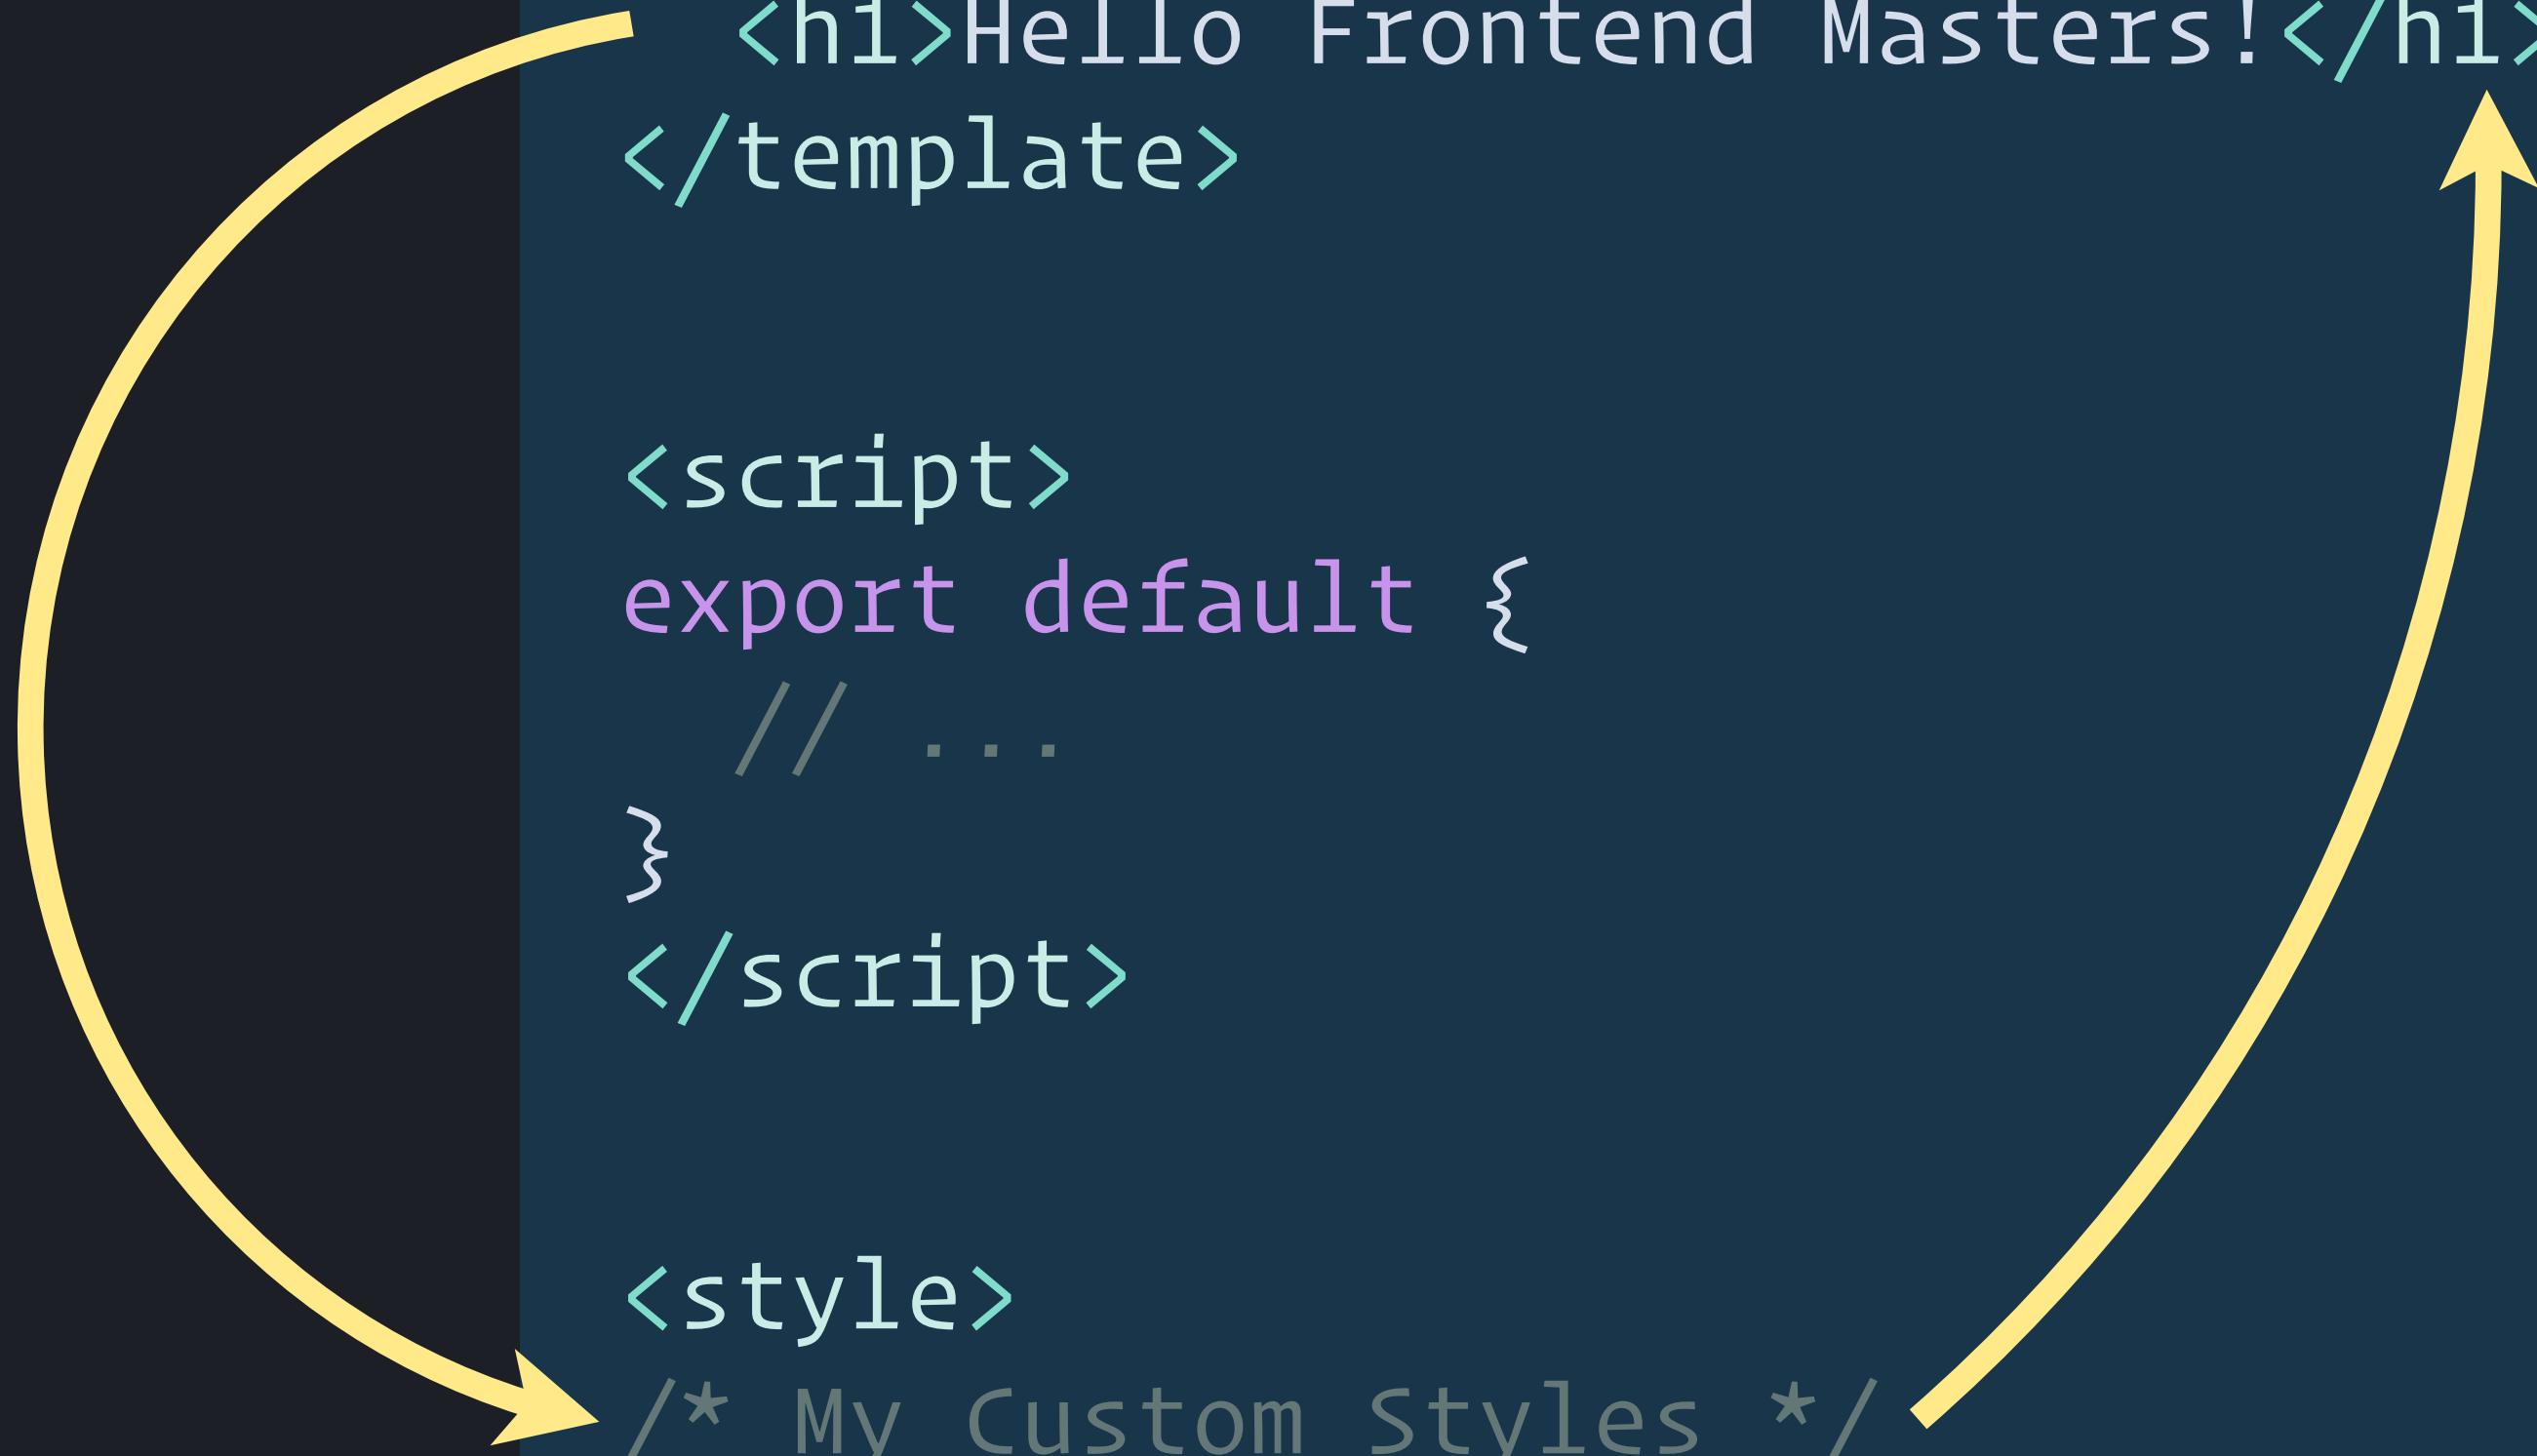 <h1>Hello Frontend Masters!</h1>
</template>
<script>
export default {
// ...
}
</script>
<style>
/* My Custom Styles */